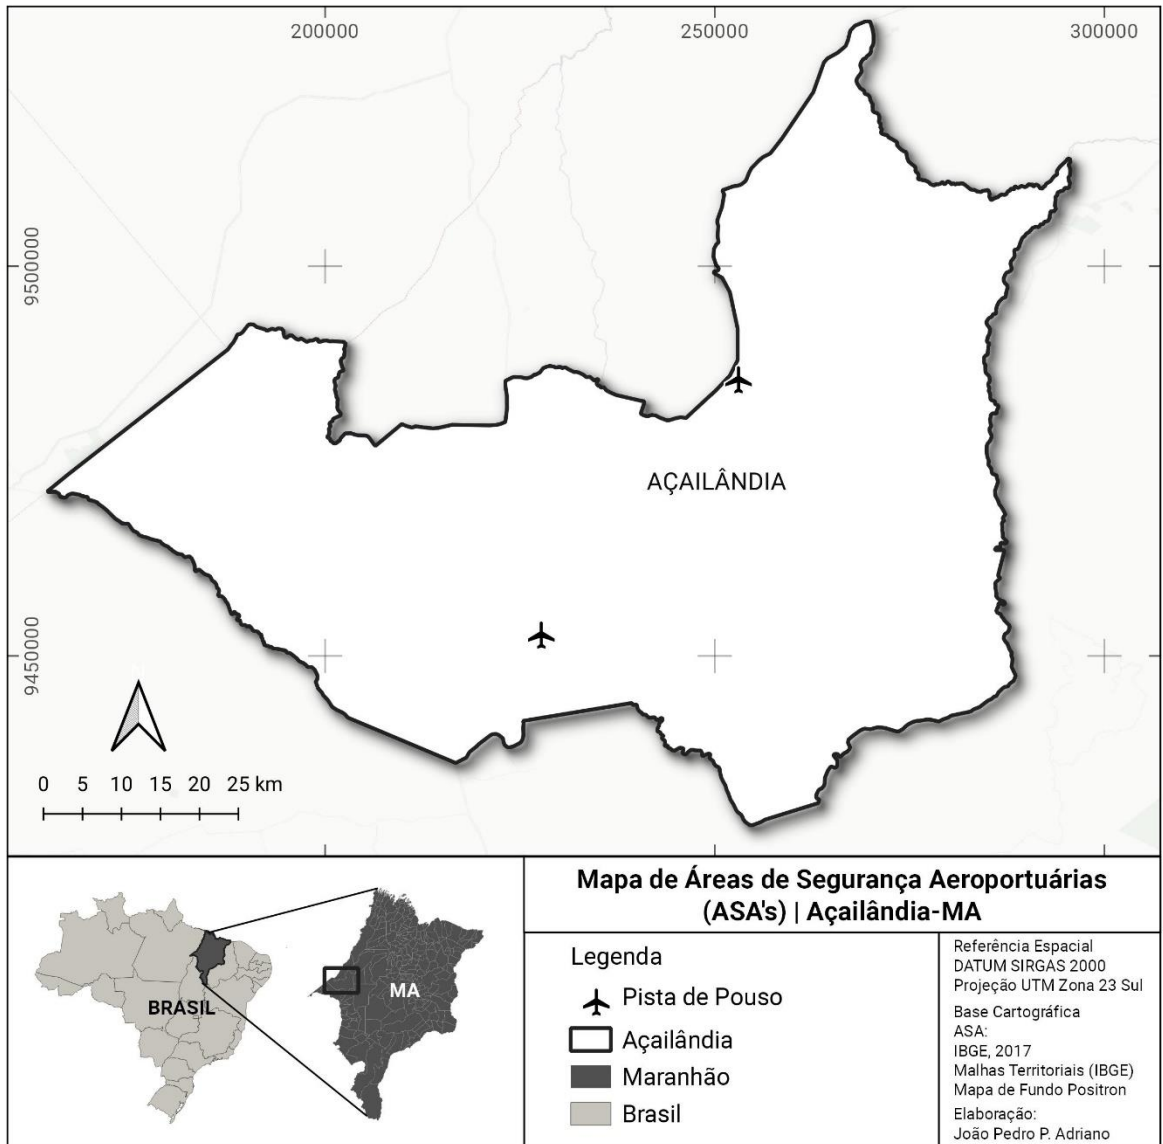 200000
250000
300000
9500000
9450000
AÇAILÂNDIA
0 5 10 15 20 25 km
Mapa de Áreas de Segurança Aeroportuárias
(ASA's) | Açailândia-MA
BRASIL
MA
Legenda
Pista de Pouso
Açailândia
Maranhão
Brasil
Referência Espacial
DATUM SIRGAS 2000
Projeção UTM Zona 23 Sul
Base Cartográfica
ASA:
IBGE, 2017
Malhas Territoriais (IBGE)
Mapa de Fundo Positron
Elaboração:
João Pedro P. Adriano